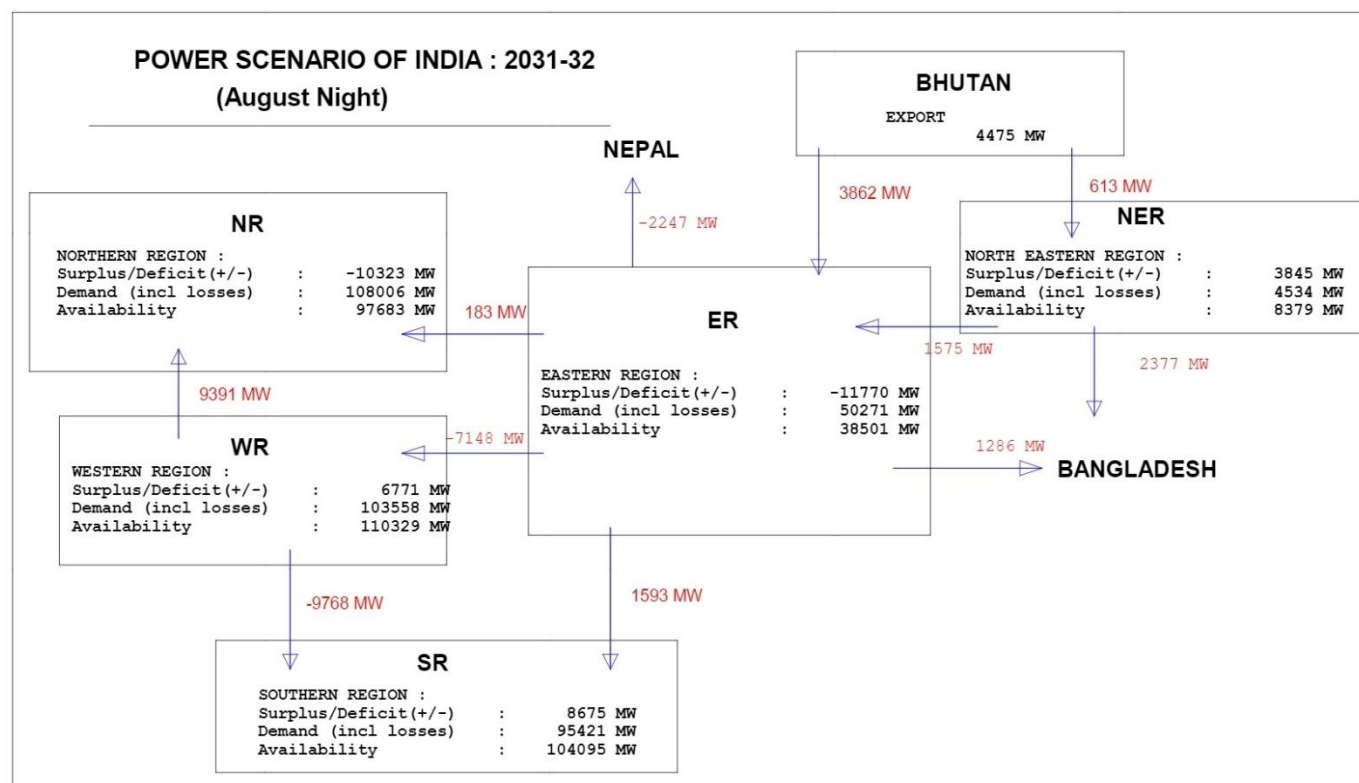 POWER SCENARIO OF INDIA : 2031-32
(August Night)
BHUTAN
EXPORT
4475 MW
NEPAL
-2247 MW
3862 MW
613 MW
NR
NORTHERN REGION :
Surplus/Deficit(+/-) : -10323 MW
Demand (incl losses) : 108006 MW
Availability : 97683 MW
NER
NORTH EASTERN REGION :
Surplus/Deficit(+/-) : 3845 MW
Demand (incl losses) : 4534 MW
Availability : 8379 MW
183 MW
1575 MW
2377 MW
ER
EASTERN REGION :
Surplus/Deficit(+/-) : -11770 MW
Demand (incl losses) : 50271 MW
Availability : 38501 MW
9391 MW
-7148 MW
1286 MW
BANGLADESH
WR
WESTERN REGION :
Surplus/Deficit(+/-) : 6771 MW
Demand (incl losses) : 103558 MW
Availability : 110329 MW
-9768 MW
1593 MW
SR
SOUTHERN REGION :
Surplus/Deficit(+/-) : 8675 MW
Demand (incl losses) : 95421 MW
Availability : 104095 MW